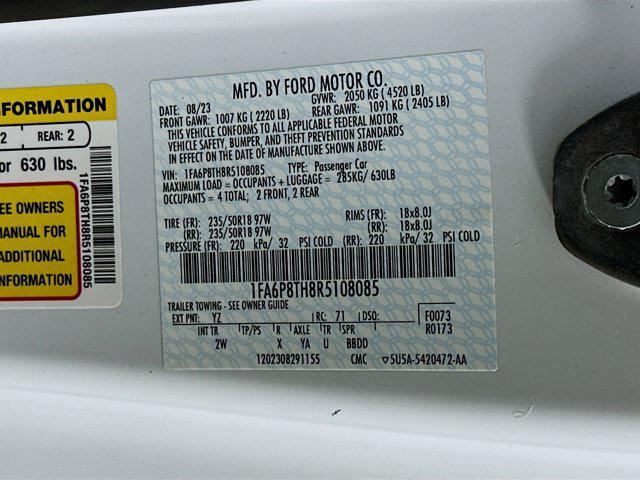 FORMATION
2 REAR: 2
or 630 lbs.
EE OWNERS
MANUAL FOR
ADDITIONAL
FORMATION
1FA6P8TH8R5108085
MFD. BY FORD MOTOR CO.
08/23 GVWR: 2050 KG ( 4520 LB)
FRONT GAWR: 1007 KG ( 2220 LB) REAR GAWR: 1091 KG ( 2405 LB)
THIS VEHICLE CONFORMS TO ALL APPLICABLE FEDERAL MOTOR
VEHICLE SAFETY, BUMPER, AND THEFT PREVENTION STANDARDS
IN EFFECT ON THE DATE OF MANUFACTURE SHOWN ABOVE.
VIN: 1FA6P8TH8R5108085 TYPE: Passenger Car
MAXIMUM LOAD = OCCUPANTS + LUGGAGE = 285KG/ 630LB
OCCUPANTS = 4 TOTAL; 2 FRONT, 2 REAR
TIRE (FR): 235/50R18 97W RIMS (FR): 18x8.0J
(RR): 235/50R18 97W (RR): 18x8.0J
PRESSURE (FR): 220 kPa/ 32 PSI COLD (RR): 220 kPa/ 32 PSI COLD
1FA6P8TH8R5108085
TRAILER TOWING - SEE OWNER GUIDE
EXT PNT: YZ RC: 71 DSO: F0073
INT TR TP/PS R AXLE TR SPR R0173
2W X YA U BBDD
1202308291155 CMC ▽5U5A-5420472-AA